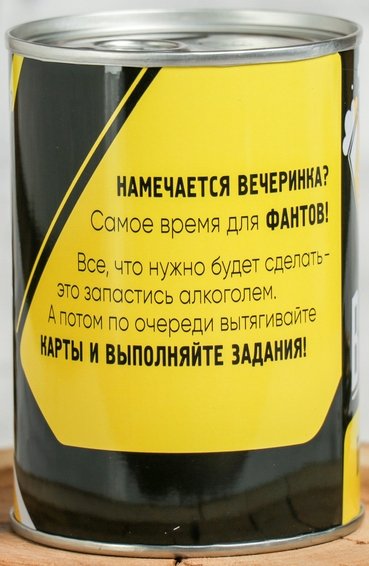 НАМЕЧАЕТСЯ ВЕЧЕРИНКА?
Самое время для ФАНТОВ!
Все, что нужно будет сделать-
это запастись алкоголем.
А потом по очереди вытягивайте
КАРТЫ И ВЫПОЛНЯЙТЕ ЗАДАНИЯ!